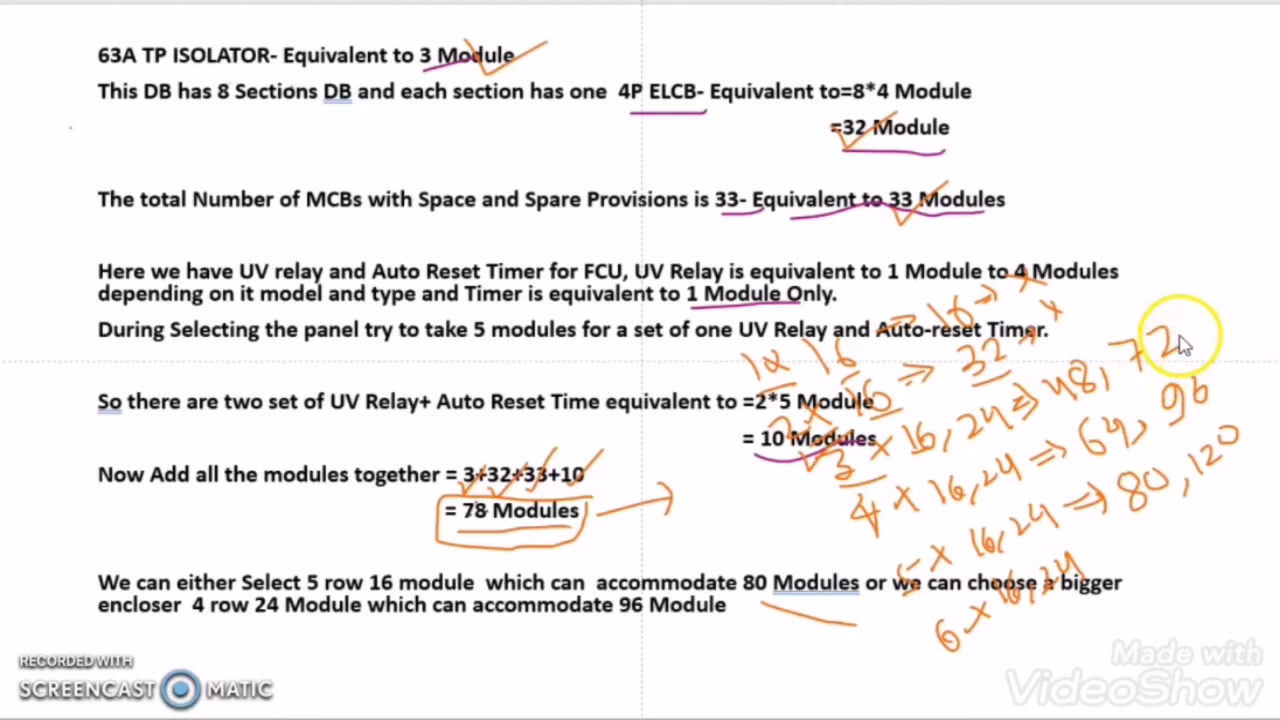 63A TP ISOLATOR- Equivalent to 3 Module
This DB has 8 Sections DB and each section has one 4P ELCB- Equivalent to=8*4 Module
=32 Module
The total Number of MCBs with Space and Spare Provisions is 33- Equivalent to 33 Modules
Here we have UV relay and Auto Reset Timer for FCU, UV Relay is equivalent to 1 Module to 4 Modules
depending on it model and type and Timer is equivalent to 1 Module Only.
During Selecting the panel try to take 5 modules for a set of one UV Relay and Auto-reset Timer.
1x 16 => 16 => x
So there are two set of UV Relay+ Auto Reset Time equivalent to =2*5 Module
2 x 16 => 32 => x
= 10 Modules
3 x 16, 24 => 48, 72
Now Add all the modules together = 3+32+33+10
4 x 16, 24 => 64, 96
= 78 Modules
5 x 16, 24 => 80, 120
We can either Select 5 row 16 module which can accommodate 80 Modules or we can choose a bigger
encloser 4 row 24 Module which can accommodate 96 Module
6 x 16, 24
RECORDED WITH
SCREENCAST MATIC
Made with
VideoShow